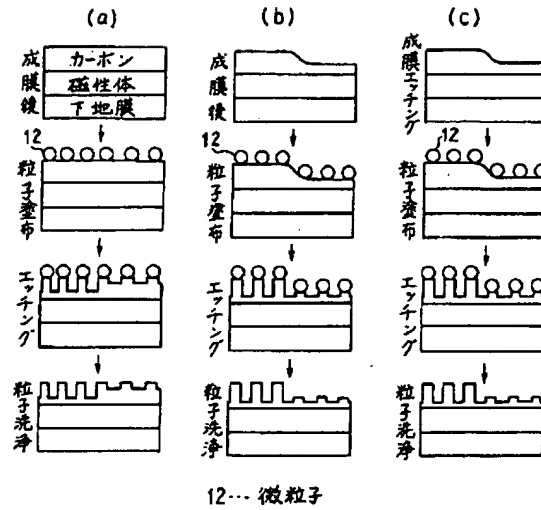 (a)
(b)
(c)
成膜後
カーボン
磁性体
下地膜
成膜後
成膜エッチング
12
粒子塗布
12
粒子塗布
12
粒子塗布
エッチング
エッチング
エッチング
粒子洗浄
粒子洗浄
粒子洗浄
12… 微粒子